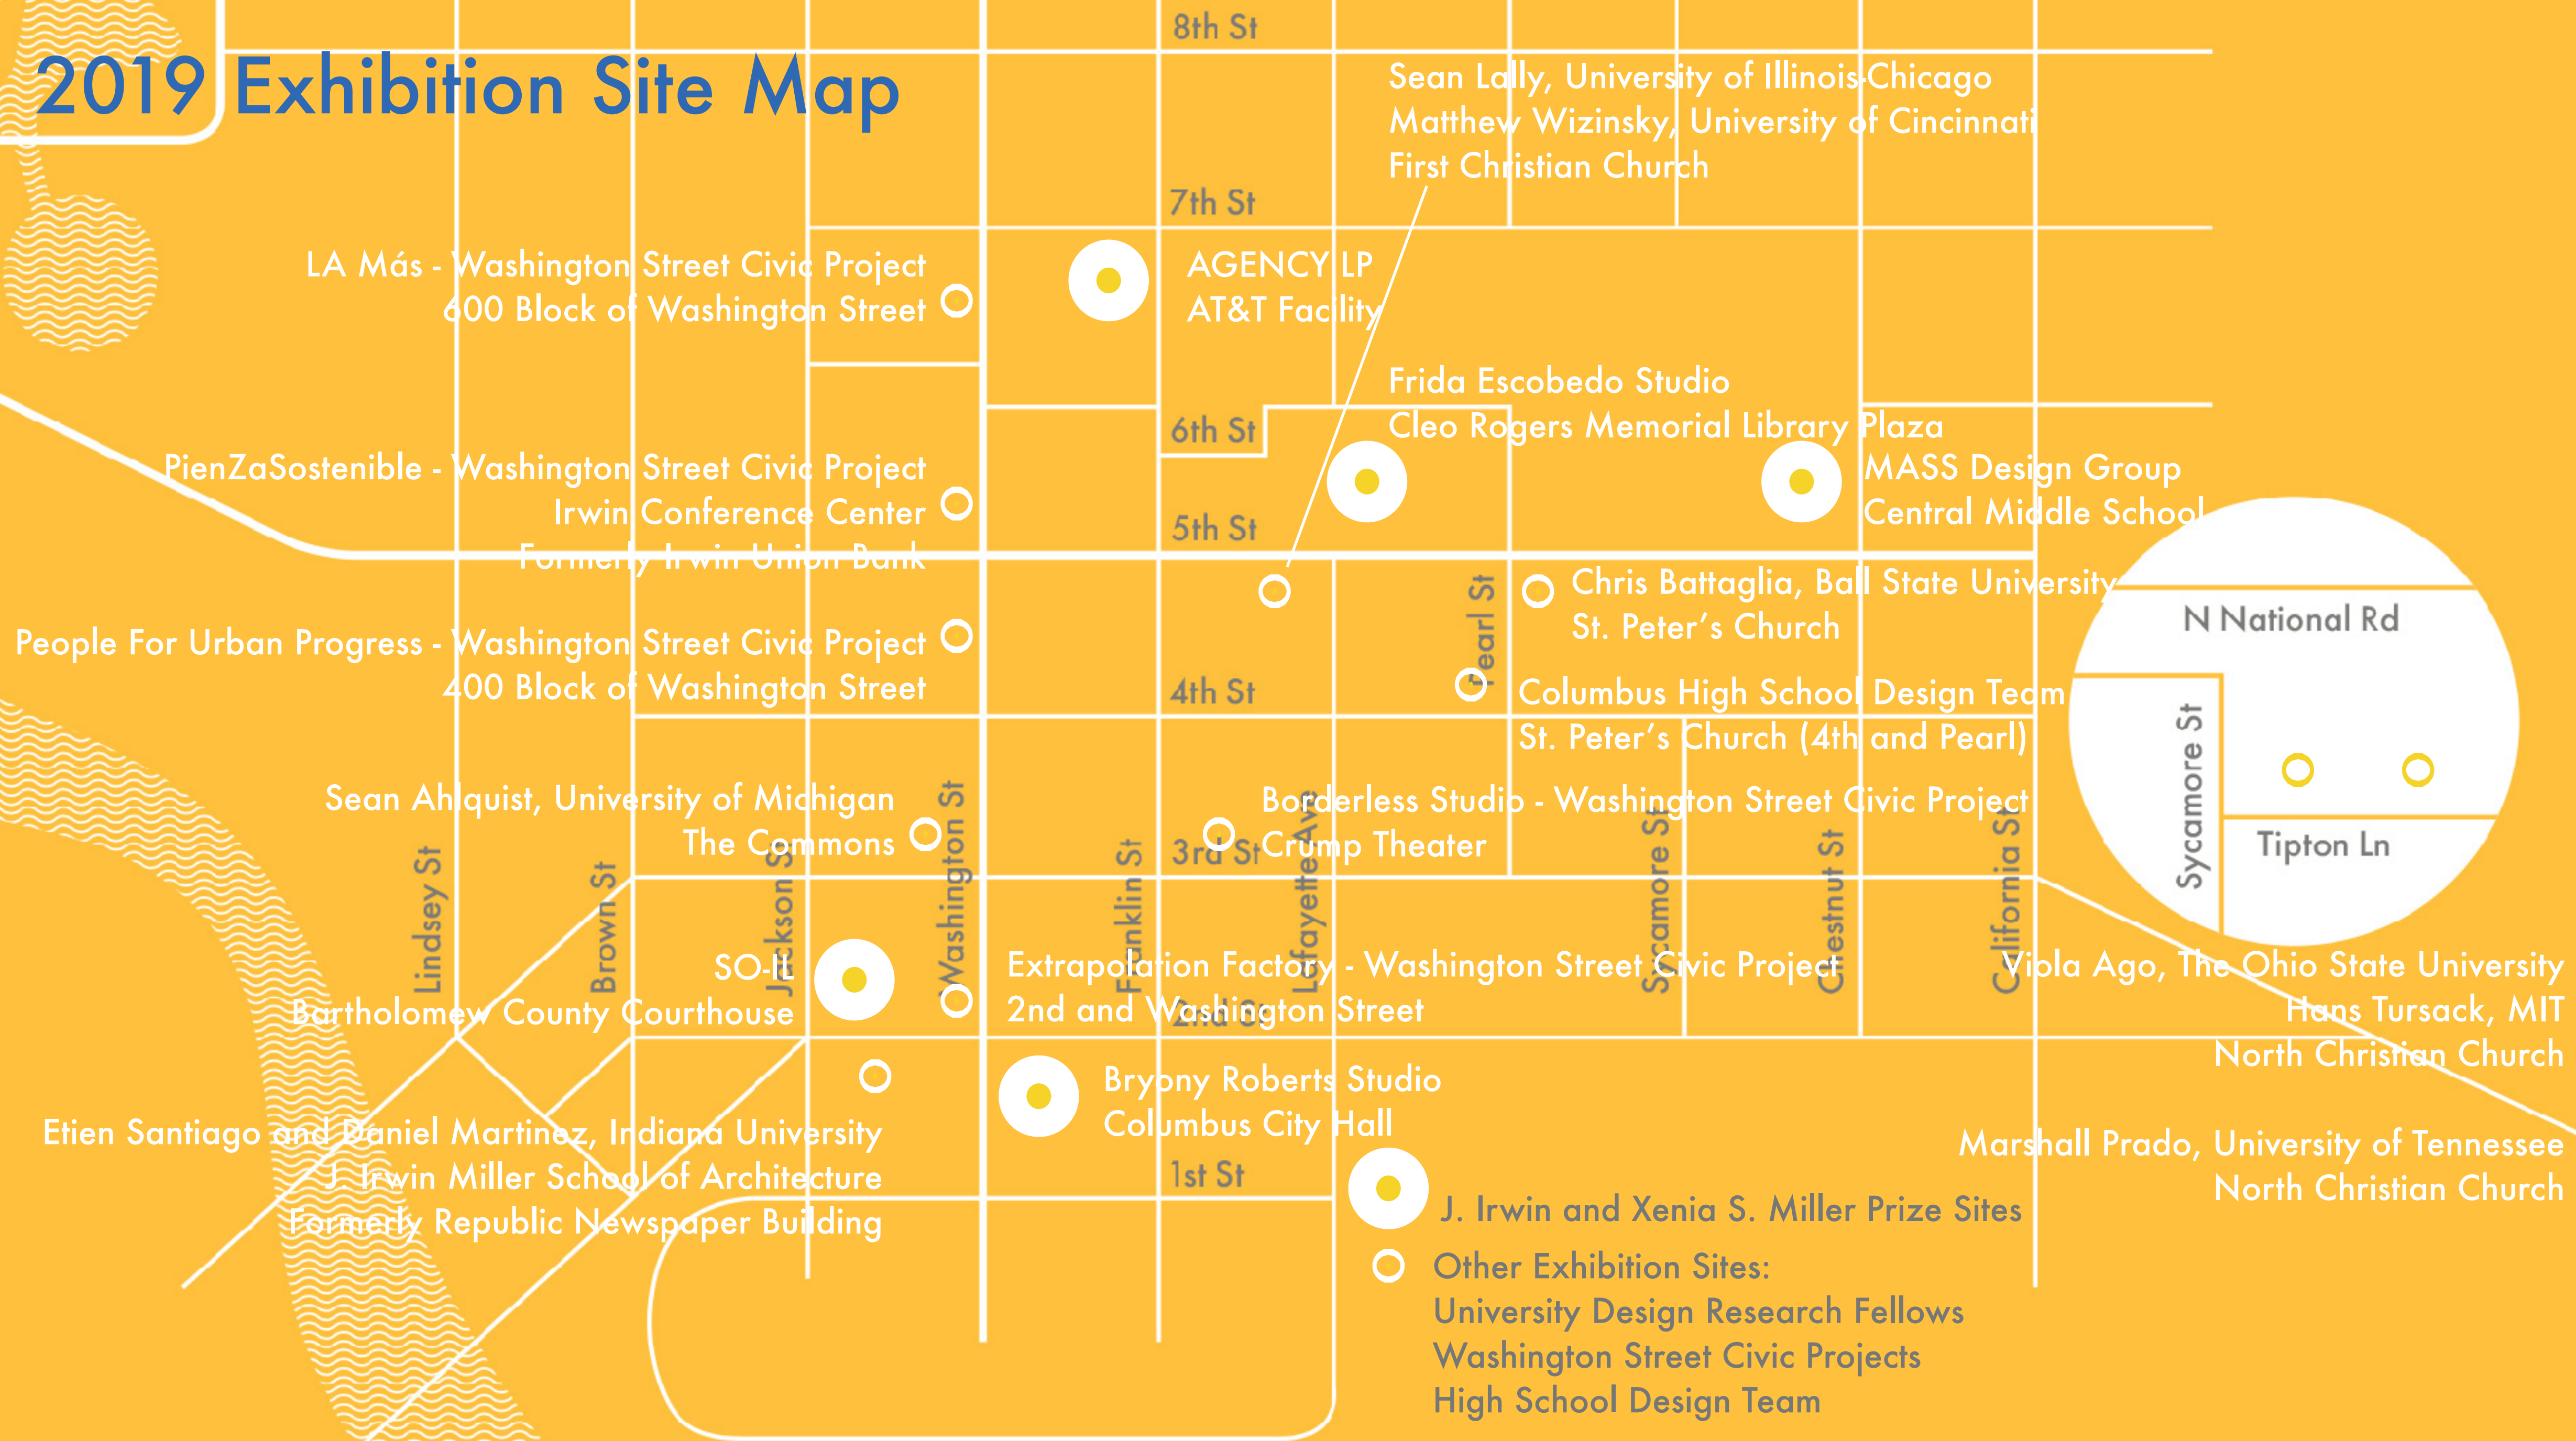 2019 Exhibition Site Map
8th St
Sean Lally, University of Illinois-Chicago
Matthew Wizinsky, University of Cincinnati
First Christian Church
7th St
LA Más - Washington Street Civic Project
600 Block of Washington Street
AGENCY LP
AT&T Facility
Frida Escobedo Studio
Cleo Rogers Memorial Library Plaza
6th St
PienZaSostenible - Washington Street Civic Project
Irwin Conference Center
Formerly Irwin Union Bank
MASS Design Group
Central Middle School
5th St
Pearl St
Chris Battaglia, Ball State University
St. Peter's Church
N National Rd
People For Urban Progress - Washington Street Civic Project
400 Block of Washington Street
4th St
Columbus High School Design Team
St. Peter's Church (4th and Pearl)
Sycamore St
Tipton Ln
Sean Ahlquist, University of Michigan
The Commons
Borderless Studio - Washington Street Civic Project
Crump Theater
3rd St
Lindsey St
Brown St
Jackson St
Washington St
Franklin St
Lafayette Ave
Sycamore St
Chestnut St
California St
SO-IL
Bartholomew County Courthouse
Extrapolation Factory - Washington Street Civic Project
2nd and Washington Street
2nd St
Viola Ago, The Ohio State University
Hans Tursack, MIT
North Christian Church
Bryony Roberts Studio
Columbus City Hall
Etien Santiago and Daniel Martinez, Indiana University
J. Irwin Miller School of Architecture
Formerly Republic Newspaper Building
1st St
Marshall Prado, University of Tennessee
North Christian Church
J. Irwin and Xenia S. Miller Prize Sites
Other Exhibition Sites:
University Design Research Fellows
Washington Street Civic Projects
High School Design Team